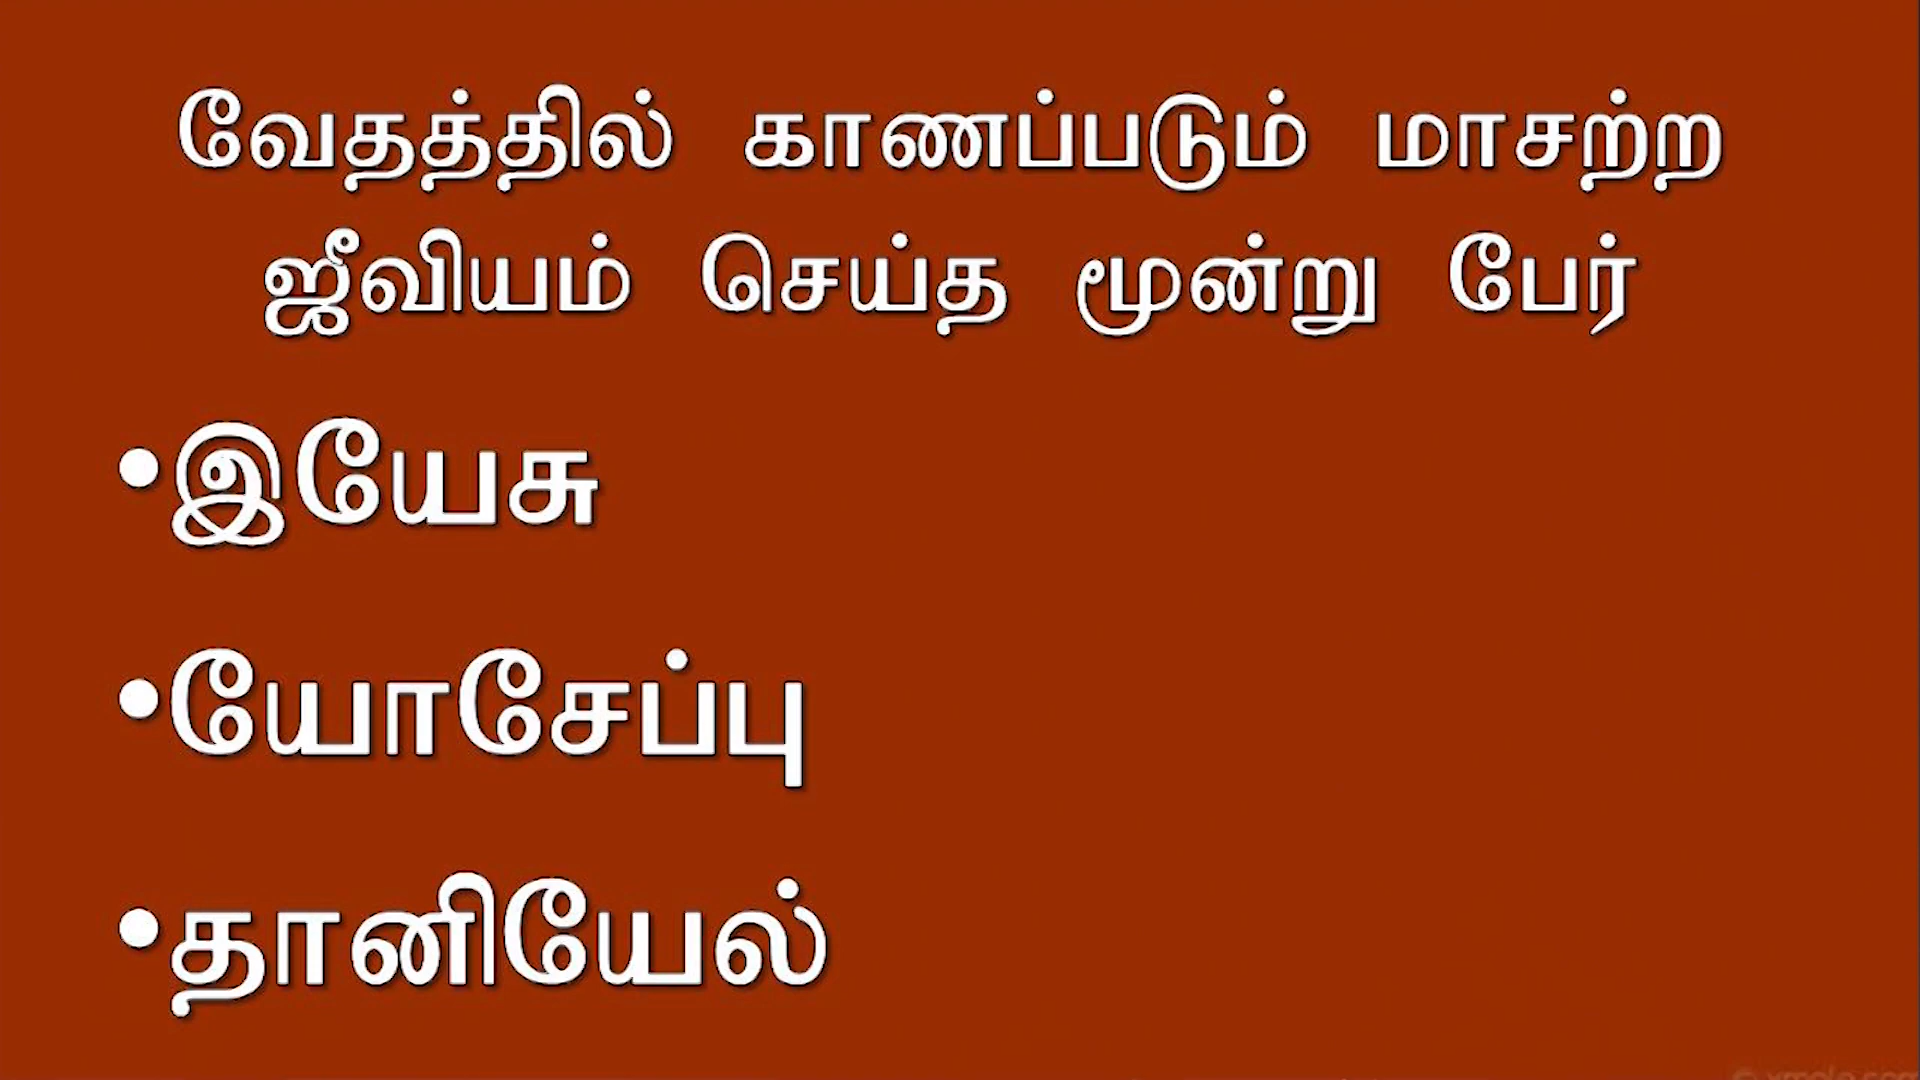 வேதத்தில் காணப்படும் மாசற்ற
ஜீவியம் செய்த மூன்று பேர்
•இயேசு
•யோசேப்பு
•தானியேல்